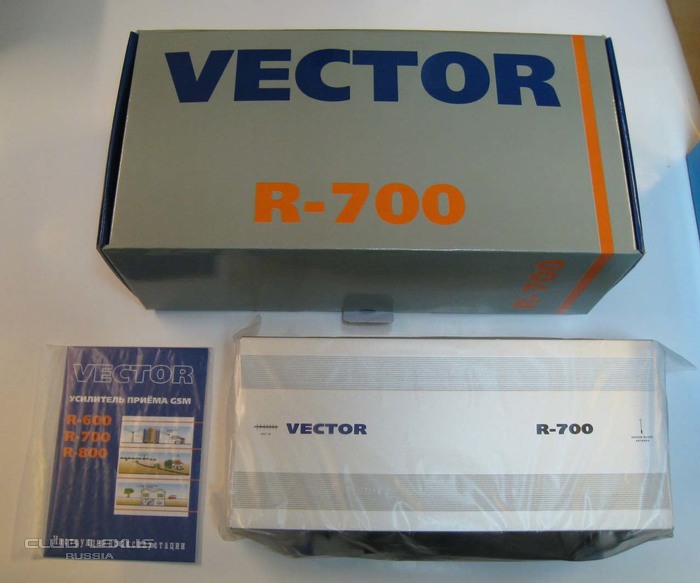 VECTOR
R-700
R-700
VECTOR
УСИЛИТЕЛЬ ПРИЁМА GSM
R-600
R-700
R-800
CLUB LEXUS
RUSSIA
VECTOR
R-700